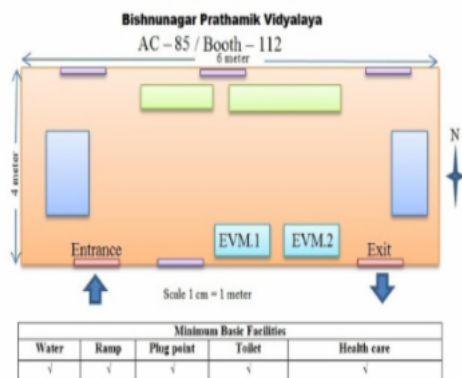 Bishnunagar Prathamik Vidyalaya
AC – 85 / Booth – 112
6 meter
4 meter
N
EVM.1 EVM.2
Entrance Exit
Scale 1 cm = 1 meter
Minimum Basic Facilities
Water Ramp Plug point Toilet Health care
√ √ √ √ √